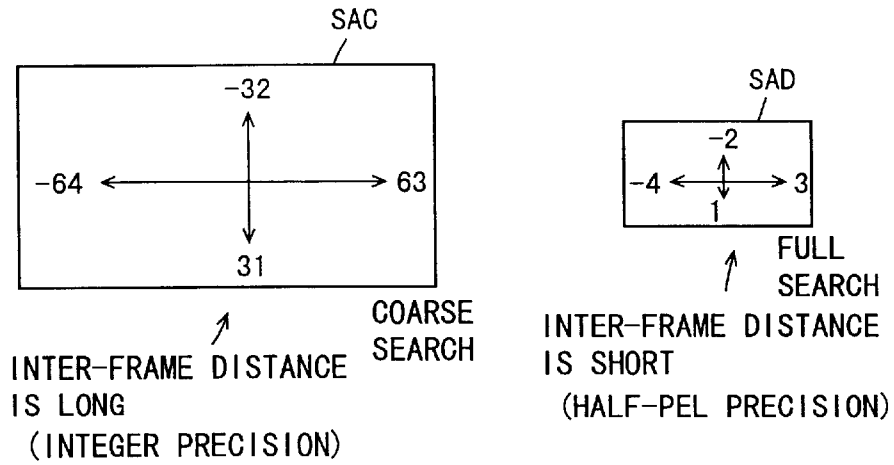 SAC
-32
-64
63
31
COARSE
SEARCH
INTER-FRAME DISTANCE
IS LONG
(INTEGER PRECISION)
SAD
-2
-4
3
1
FULL
SEARCH
INTER-FRAME DISTANCE
IS SHORT
(HALF-PEL PRECISION)